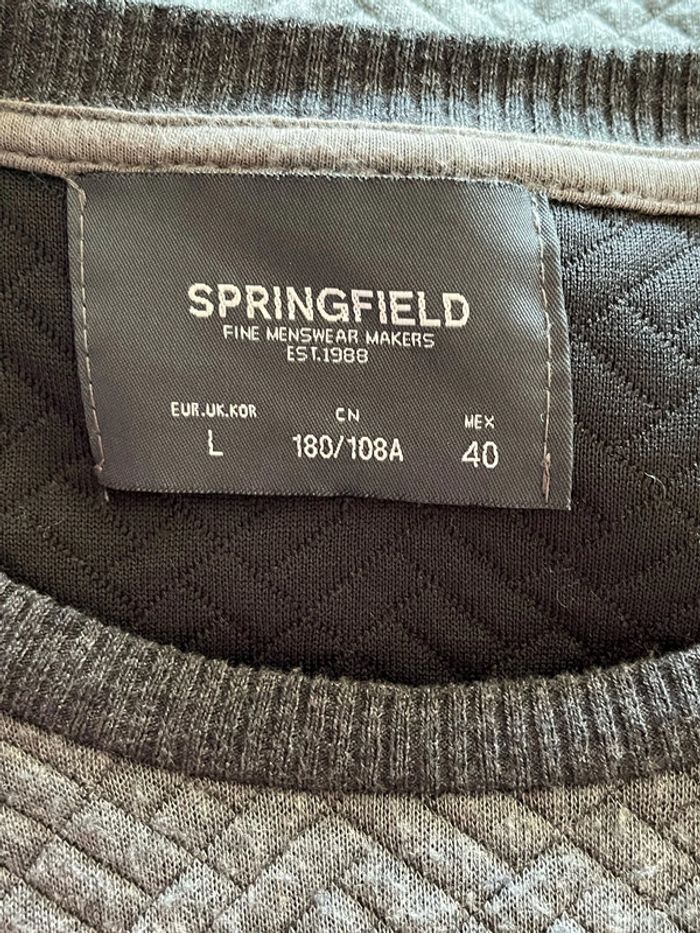 SPRINGFIELD
FINE MENSWEAR MAKERS
EST.1988
EUR.UK.KOR CN MEX
L 180/108A 40